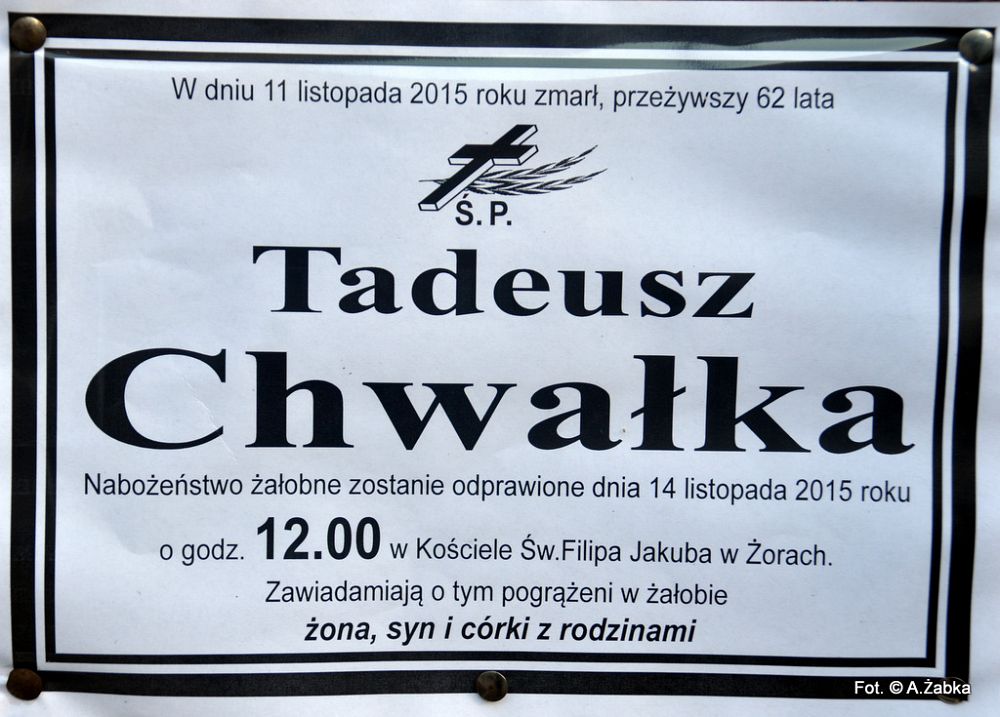 W dniu 11 listopada 2015 roku zmarł, przeżywszy 62 lata
Ś. P.
Tadeusz
Chwałka
Nabożeństwo żałobne zostanie odprawione dnia 14 listopada 2015 roku
o godz. 12.00 w Kościele Św.Filipa Jakuba w Żorach.
Zawiadamiają o tym pogrążeni w żałobie
żona, syn i córki z rodzinami
Fot. © A.Żabka